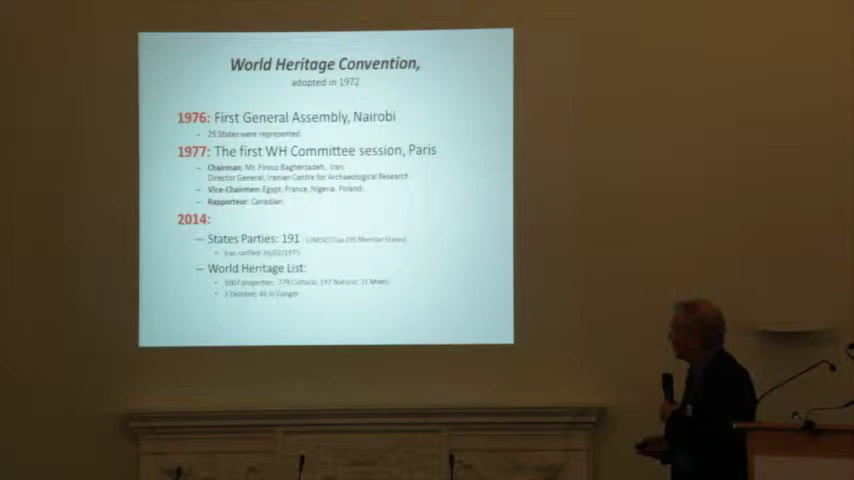 World Heritage Convention,
adopted in 1972
1976: First General Assembly, Nairobi
– 25 States were represented
1977: The first WH Committee session, Paris
– Chairman: Mr. Firouz Bagherzadeh, Iran
Director General, Iranian Centre for Archaeological Research
– Vice-Chairmen: Egypt, France, Nigeria, Poland
– Rapporteur: Canadian
2014:
– States Parties: 191 (UNESCO has 195 Member States)
• Iran ratified 26/02/1975
– World Heritage List:
• 1007 properties: 779 Cultural; 197 Natural; 31 Mixed
• 2 Delisted; 46 in Danger